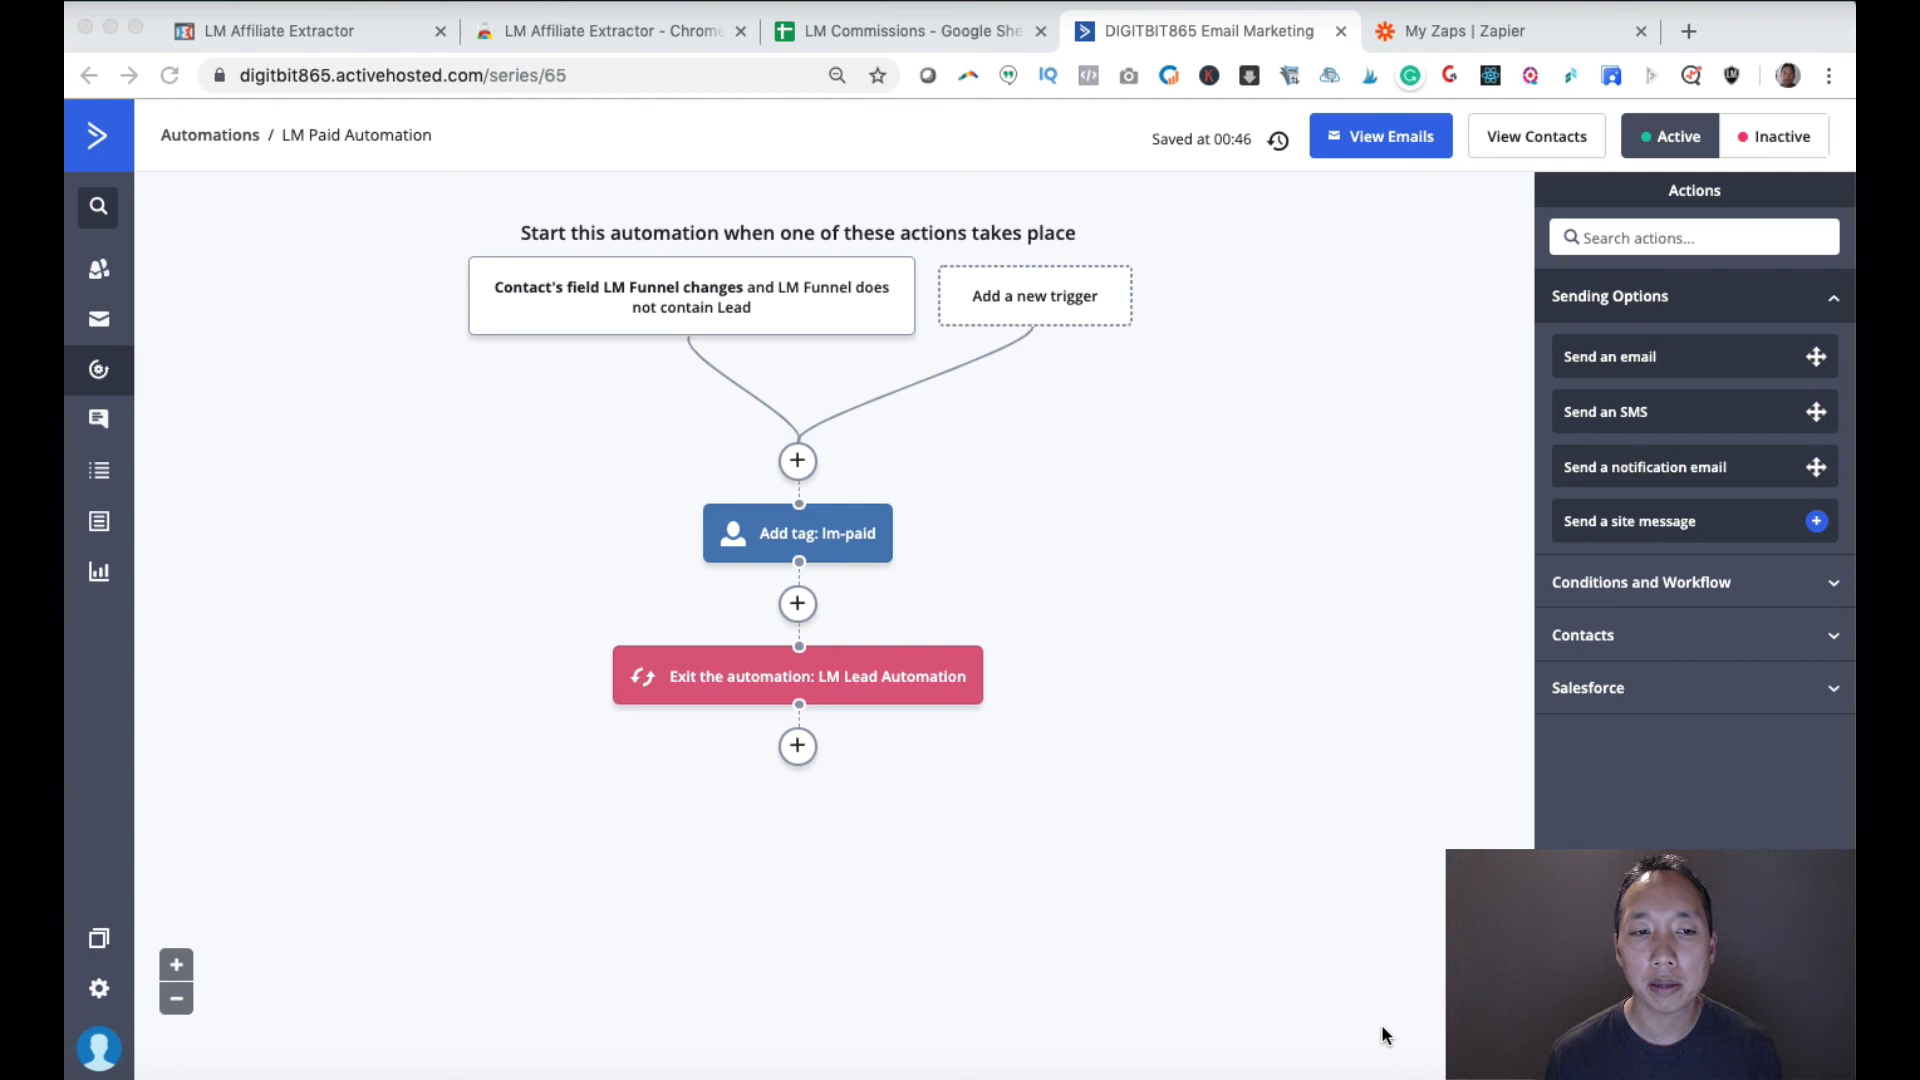 LM Affiliate Extractor
LM Affiliate Extractor - Chrome
LM Commissions - Google She
DIGITBIT865 Email Marketing
My Zaps | Zapier
digitbit865.activehosted.com/series/65
IQ
K
G
LM
Automations / LM Paid Automation
Saved at 00:46
View Emails
View Contacts
Active
Inactive
Actions
Search actions...
Start this automation when one of these actions takes place
Contact's field LM Funnel changes and LM Funnel does
not contain Lead
Add a new trigger
Sending Options
Send an email
Send an SMS
Send a notification email
Send a site message
Add tag: lm-paid
Conditions and Workflow
Contacts
Exit the automation: LM Lead Automation
Salesforce